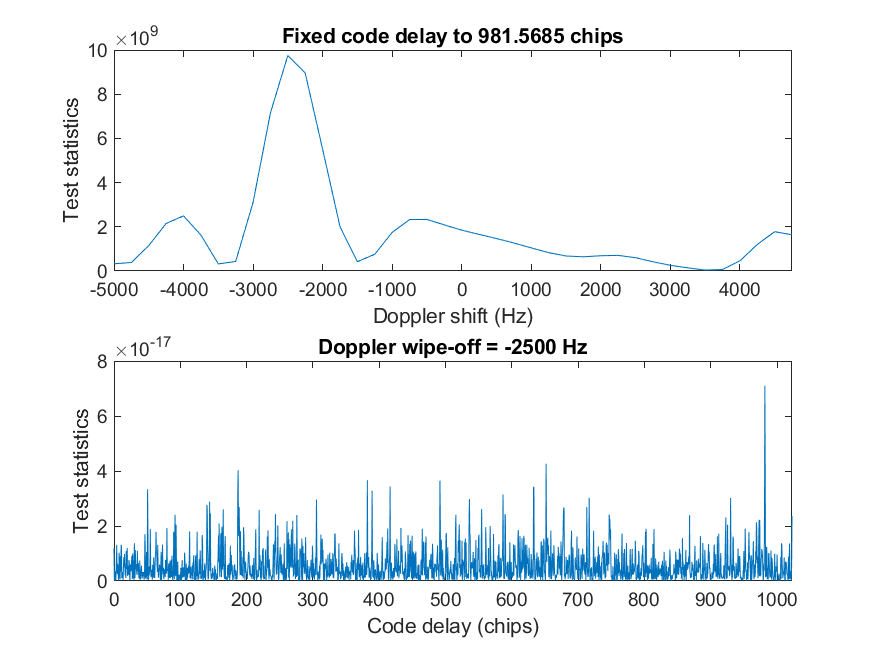 ×10^9
Fixed code delay to 981.5685 chips
10
8
6
4
2
0
Test statistics
-5000 -4000 -3000 -2000 -1000 0 1000 2000 3000 4000
Doppler shift (Hz)
×10^-17
Doppler wipe-off = -2500 Hz
8
6
4
2
0
Test statistics
0 100 200 300 400 500 600 700 800 900 1000
Code delay (chips)